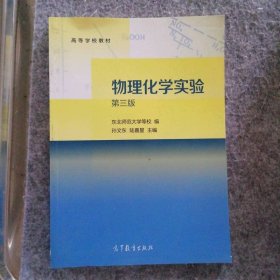 高等学校教材
物理化学实验
第三版
东北师范大学等校 编
孙文东 陆嘉星 主编
高等教育出版社